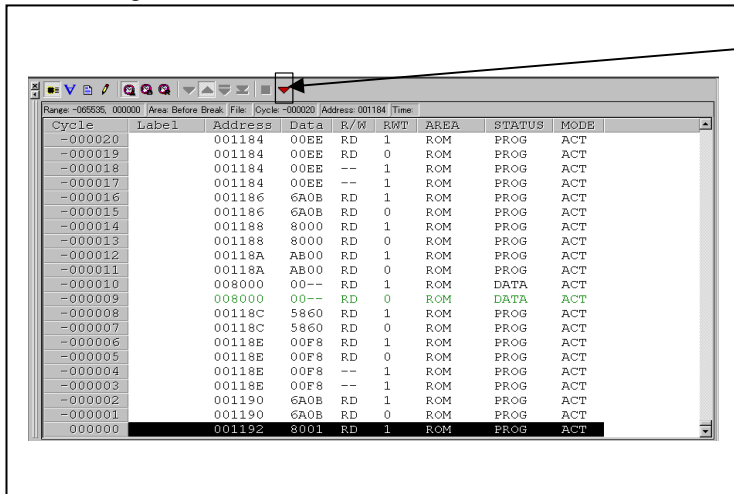 Range: -065535, 000000 Area: Before Break File: Cycle: -000020 Address: 001184 Time:
Cycle Label Address Data R/W RWT AREA STATUS MODE
-000020 001184 00EE RD 1 ROM PROG ACT
-000019 001184 00EE RD 0 ROM PROG ACT
-000018 001184 00EE -- 1 ROM PROG ACT
-000017 001184 00EE -- 1 ROM PROG ACT
-000016 001186 6A0B RD 1 ROM PROG ACT
-000015 001186 6A0B RD 0 ROM PROG ACT
-000014 001188 8000 RD 1 ROM PROG ACT
-000013 001188 8000 RD 0 ROM PROG ACT
-000012 00118A AB00 RD 1 ROM PROG ACT
-000011 00118A AB00 RD 0 ROM PROG ACT
-000010 008000 00-- RD 1 ROM DATA ACT
-000009 008000 00-- RD 0 ROM DATA ACT
-000008 00118C 5860 RD 1 ROM PROG ACT
-000007 00118C 5860 RD 0 ROM PROG ACT
-000006 00118E 00F8 RD 1 ROM PROG ACT
-000005 00118E 00F8 RD 0 ROM PROG ACT
-000004 00118E 00F8 -- 1 ROM PROG ACT
-000003 00118E 00F8 -- 1 ROM PROG ACT
-000002 001190 6A0B RD 1 ROM PROG ACT
-000001 001190 6A0B RD 0 ROM PROG ACT
000000 001192 8001 RD 1 ROM PROG ACT